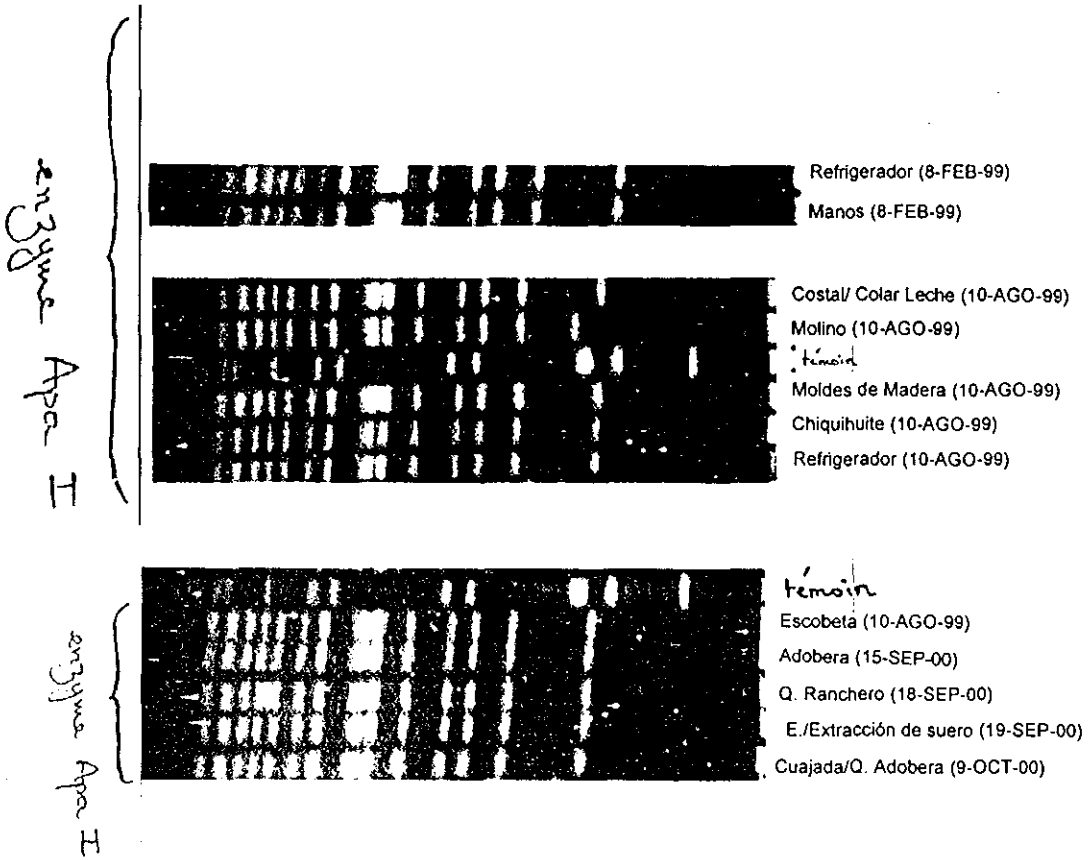 enzyme Apa I
Refrigerador (8-FEB-99)
Manos (8-FEB-99)
Costal/ Colar Leche (10-AGO-99)
Molino (10-AGO-99)
témoin
Moldes de Madera (10-AGO-99)
Chiquihuite (10-AGO-99)
Refrigerador (10-AGO-99)
enzyme Apa I
témoin
Escobeta (10-AGO-99)
Adobera (15-SEP-00)
Q. Ranchero (18-SEP-00)
E./Extracción de suero (19-SEP-00)
Cuajada/Q. Adobera (9-OCT-00)